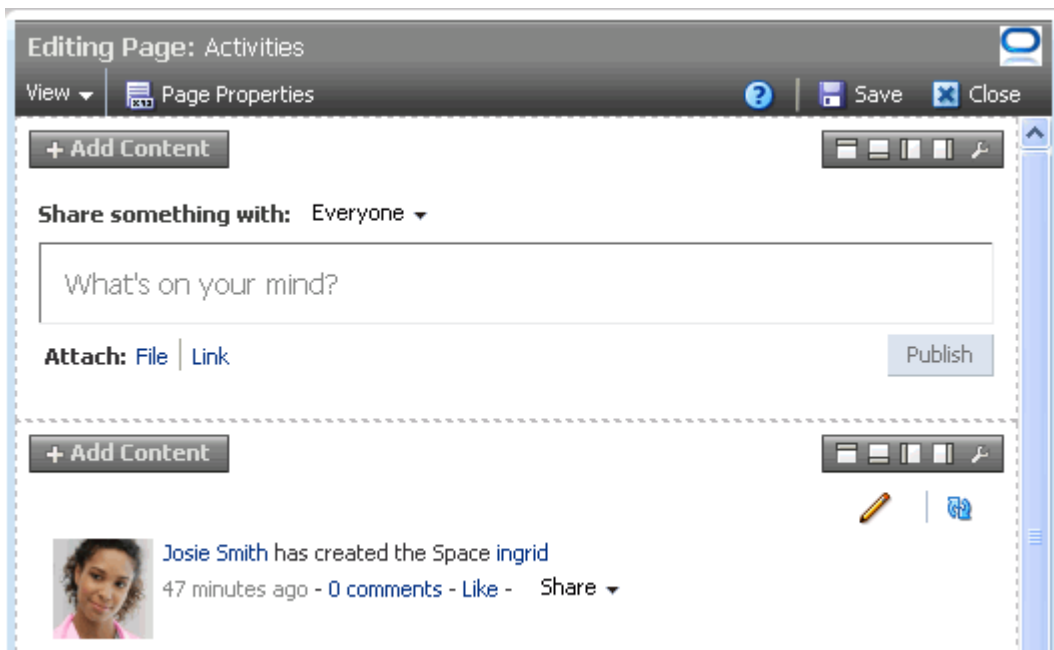 Editing Page: Activities
View Page Properties Save Close
+ Add Content
Share something with: Everyone
What's on your mind?
Attach: File Link Publish
+ Add Content
Josie Smith has created the Space ingrid
47 minutes ago - 0 comments - Like - Share